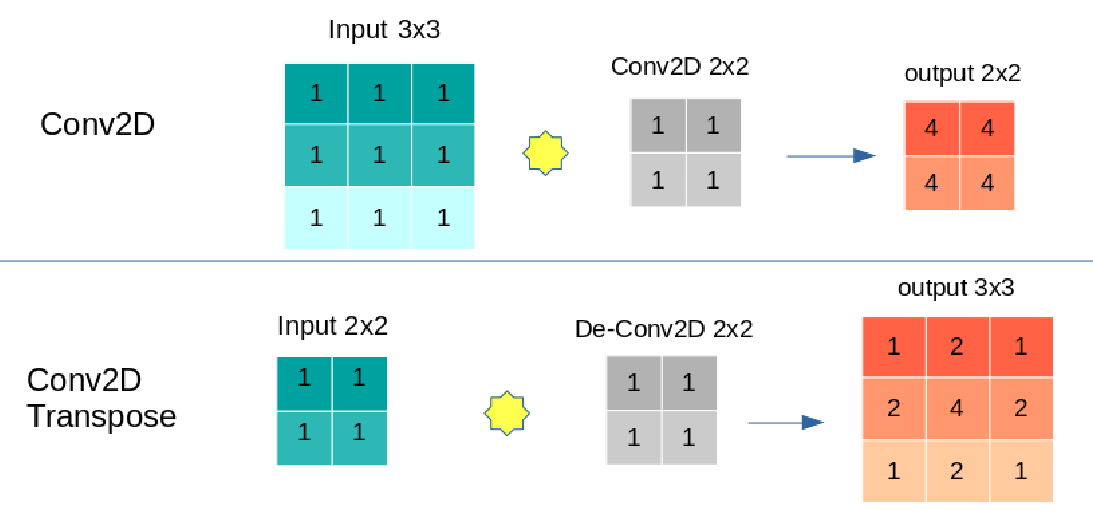 Input 3x3
Conv2D 2x2
output 2x2
Conv2D
1 1 1
1 1 1
1 1 1
1 1
1 1
4 4
4 4
output 3x3
Input 2x2
De-Conv2D 2x2
Conv2D
Transpose
1 1
1 1
1 1
1 1
1 2 1
2 4 2
1 2 1